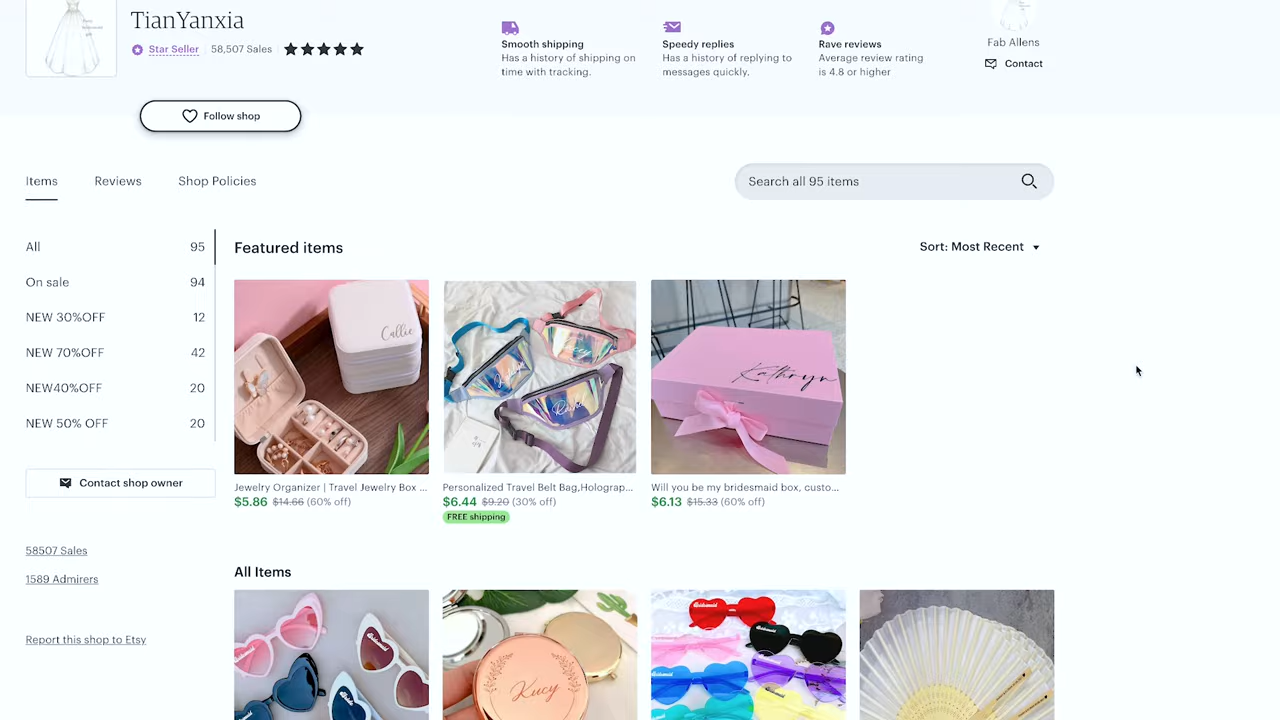 TianYanxia
Star Seller 58,507 Sales
Smooth shipping
Has a history of shipping on
time with tracking.
Speedy replies
Has a history of replying to
messages quickly.
Rave reviews
Average review rating
is 4.8 or higher
Fab Allens
Contact
Follow shop
Items Reviews Shop Policies
Search all 95 items
All 95
On sale 94
NEW 30%OFF 12
NEW 70%OFF 42
NEW40%OFF 20
NEW 50% OFF 20
Contact shop owner
58507 Sales
1589 Admirers
Report this shop to Etsy
Featured items
Sort: Most Recent
Callie
Kathryn
Jewelry Organizer | Travel Jewelry Box ...
$5.86 $14.66 (60% off)
Personalized Travel Belt Bag,Holograp...
$6.44 $9.20 (30% off)
FREE shipping
Will you be my bridesmaid box, custo...
$6.13 $15.33 (60% off)
All Items
Bridesmaid
Bridesmaid
Kucy
Bridesmaid
Bridesmaid